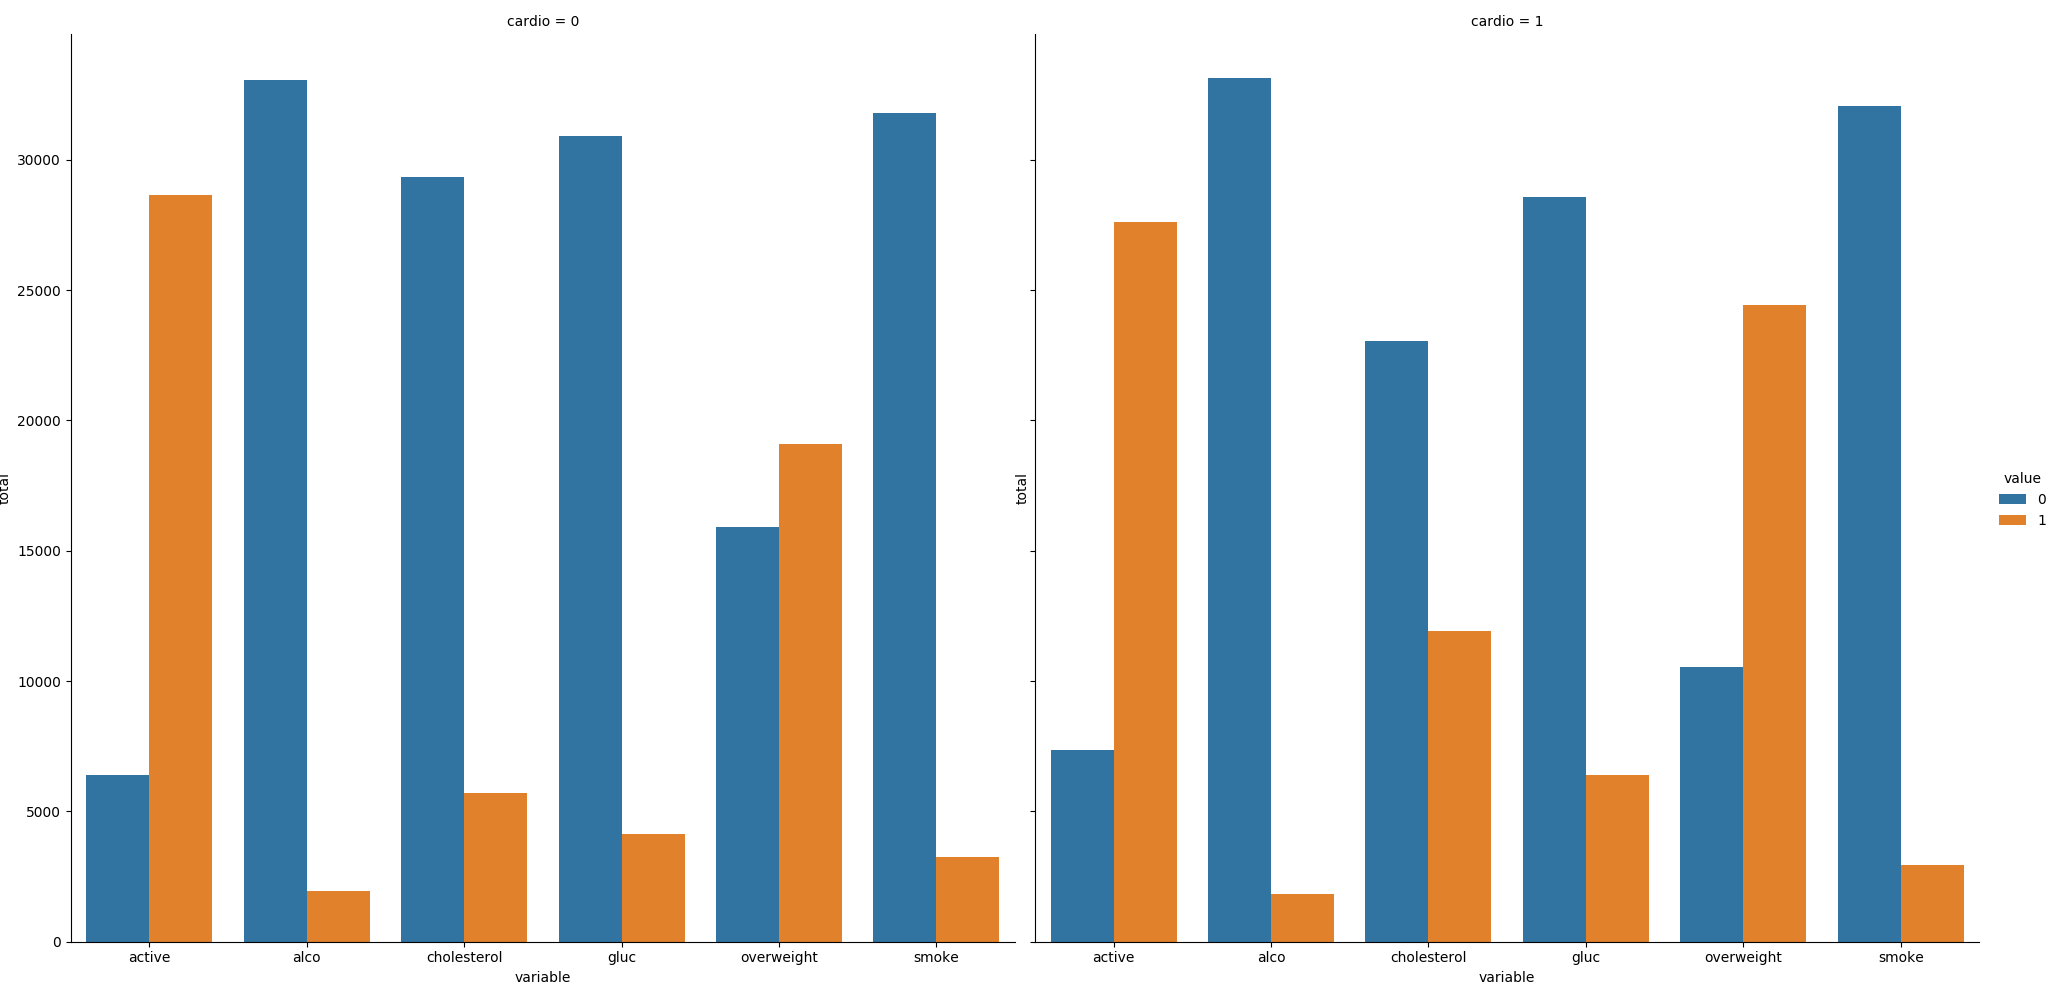 cardio = 0
total
30000
25000
20000
15000
10000
5000
0
active alco cholesterol gluc overweight smoke
variable
cardio = 1
total
active alco cholesterol gluc overweight smoke
variable
value
0
1